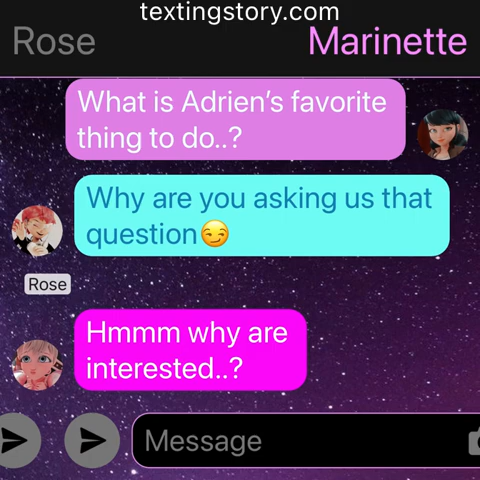 textingstory.com
Rose Marinette
What is Adrien’s favorite
thing to do..?
Why are you asking us that
question😏
Rose
Hmmm why are
interested..?
Message